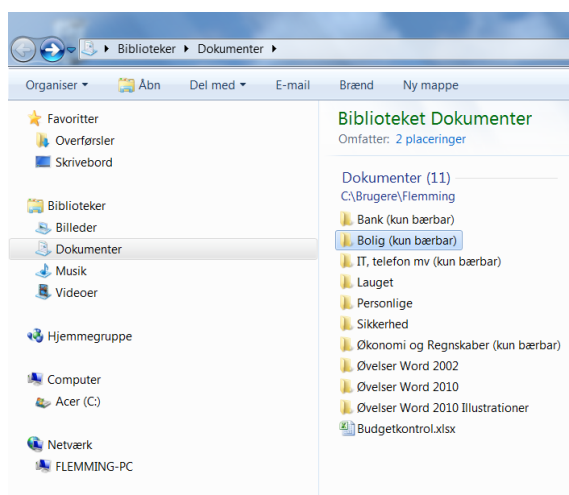 Biblioteker Dokumenter
Organiser Åbn Del med E-mail Brænd Ny mappe
Favoritter
Overførsler
Skrivebord
Biblioteker
Billeder
Dokumenter
Musik
Videoer
Hjemmegruppe
Computer
Acer (C:)
Netværk
FLEMMING-PC
Biblioteket Dokumenter
Omfatter: 2 placeringer
Dokumenter (11)
C:\Brugere\Flemming
Bank (kun bærbar)
Bolig (kun bærbar)
IT, telefon mv (kun bærbar)
Lauget
Personlige
Sikkerhed
Økonomi og Regnskaber (kun bærbar)
Øvelser Word 2002
Øvelser Word 2010
Øvelser Word 2010 Illustrationer
Budgetkontrol.xlsx